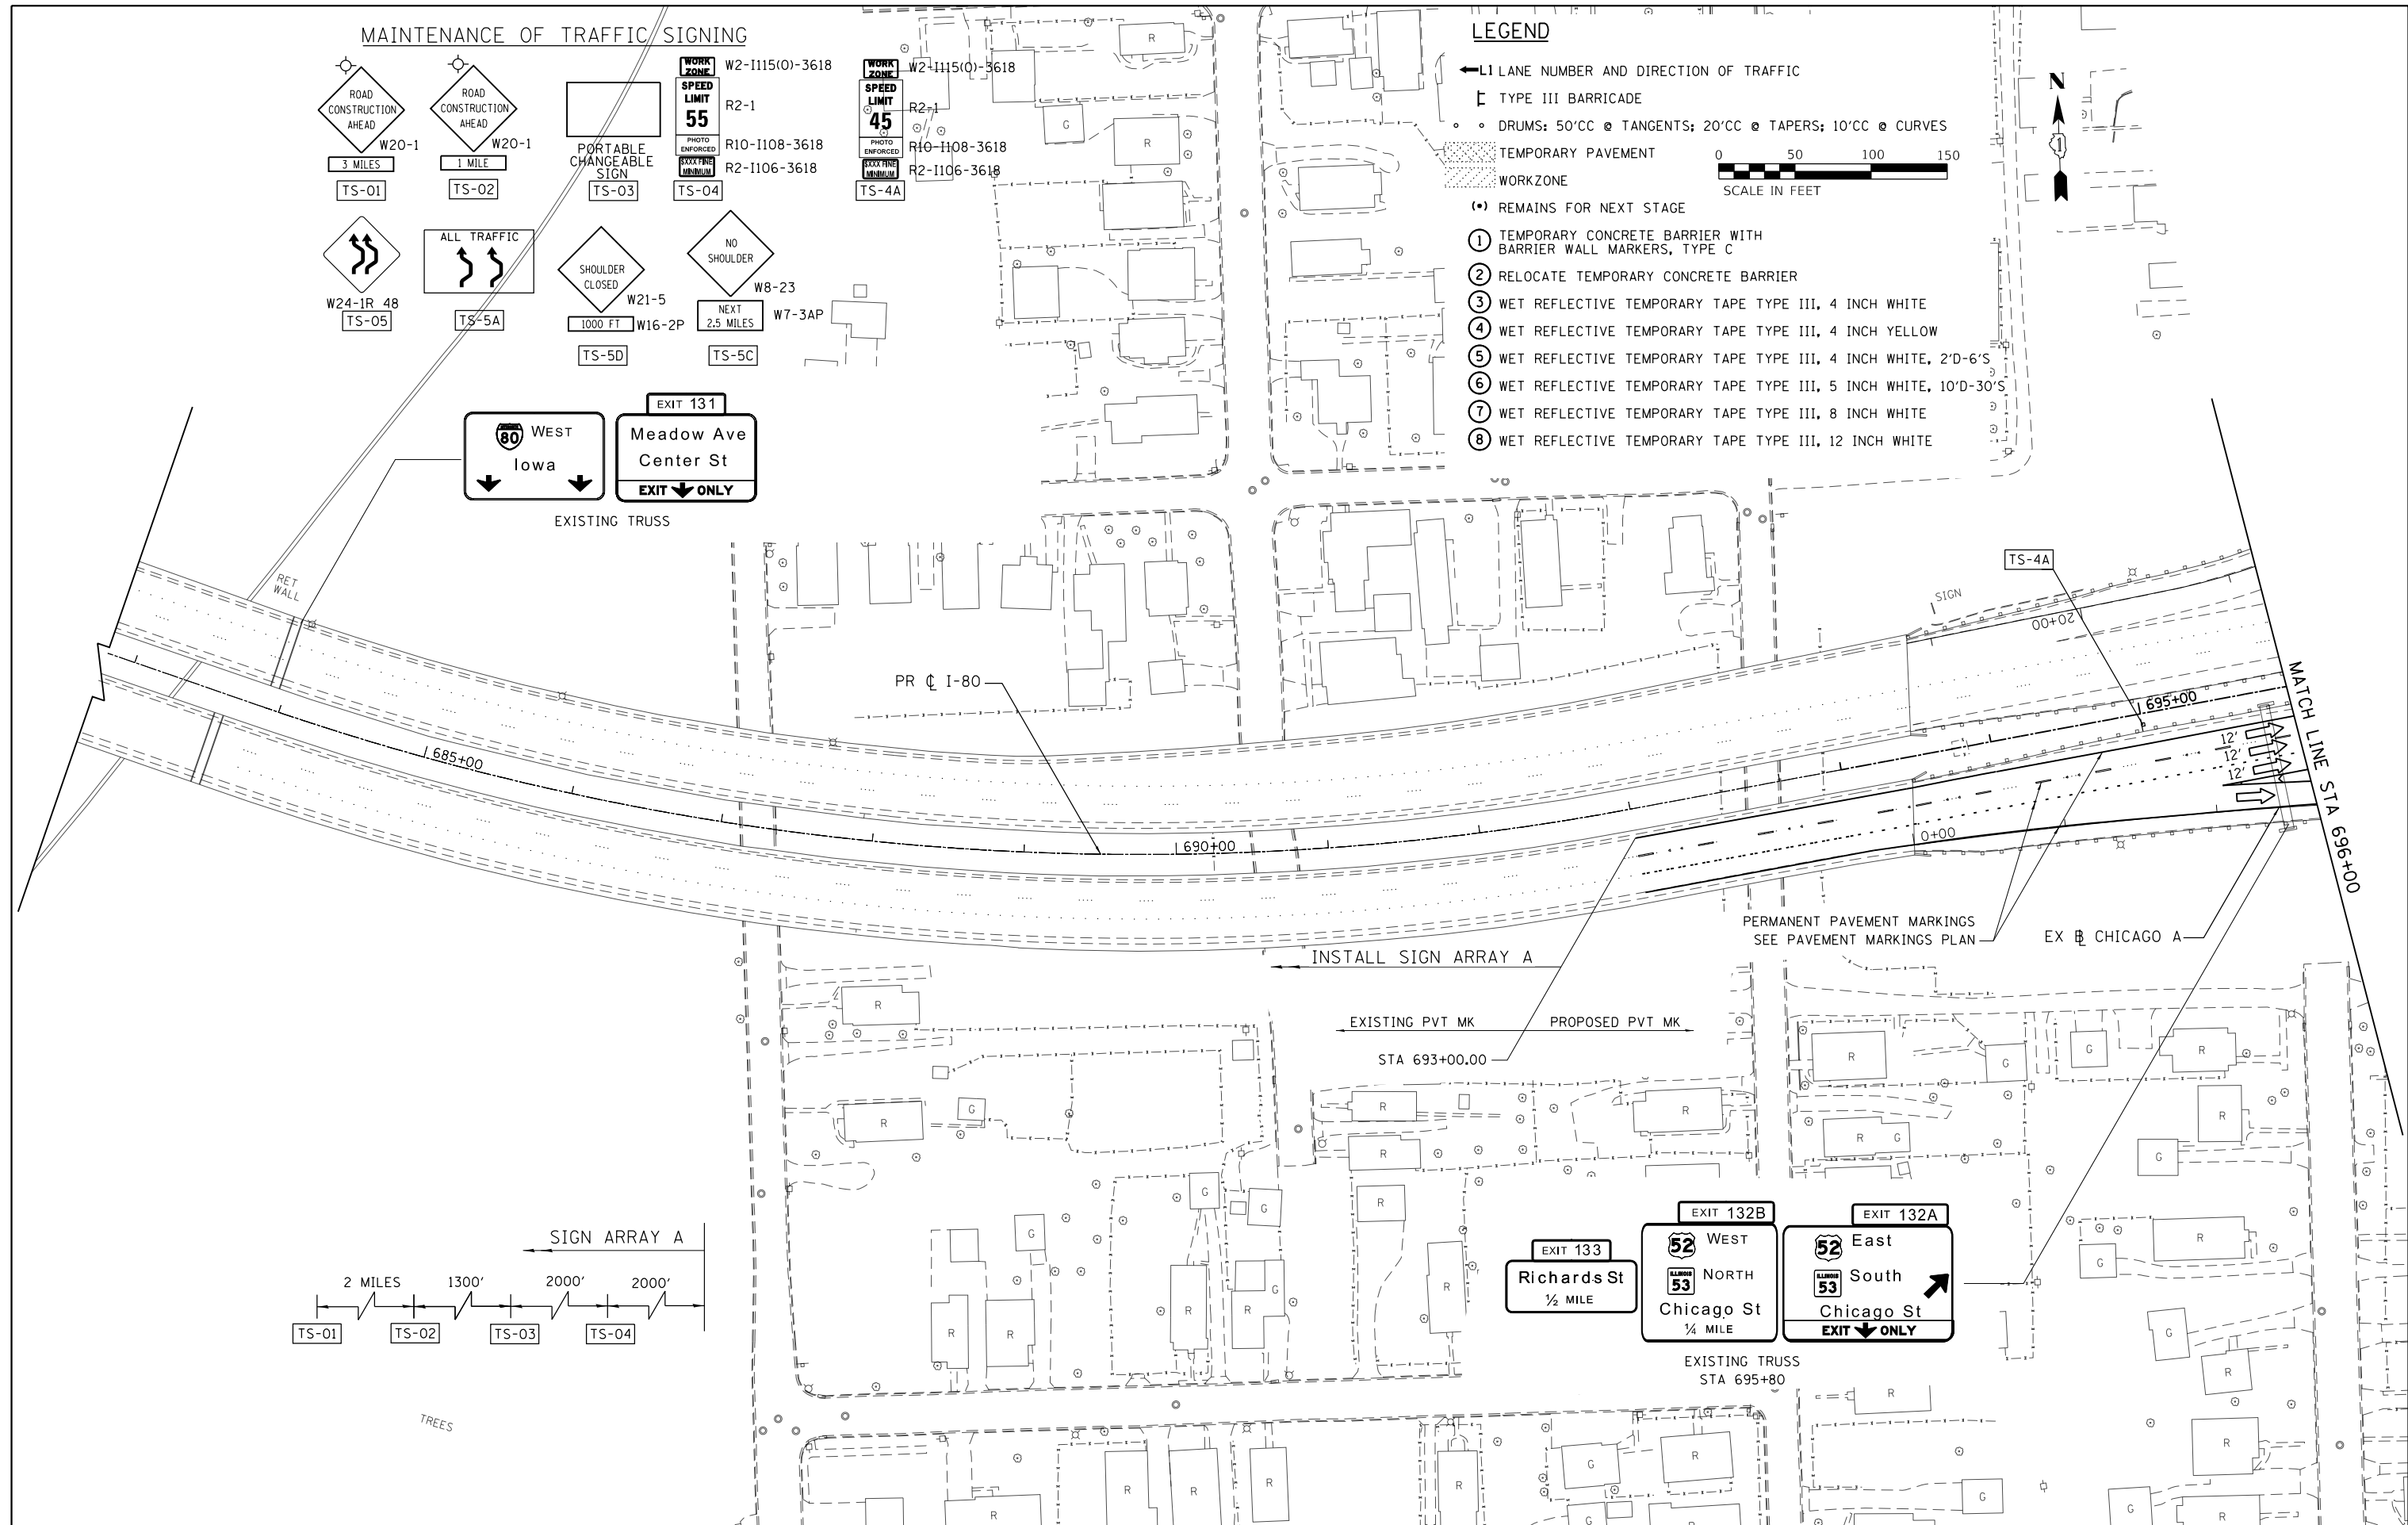 MAINTENANCE OF TRAFFIC SIGNING
ROAD
CONSTRUCTION
AHEAD
W20-1
3 MILES
TS-01
ROAD
CONSTRUCTION
AHEAD
W20-1
1 MILE
TS-02
PORTABLE
CHANGEABLE
SIGN
TS-03
WORK
ZONE
W2-I115(O)-3618
SPEED
LIMIT
55
R2-1
PHOTO
ENFORCED
R10-I108-3618
$XXX FINE
MINIMUM
R2-I106-3618
TS-04
WORK
ZONE
W2-I115(O)-3618
SPEED
LIMIT
45
R2-1
PHOTO
ENFORCED
R10-I108-3618
$XXX FINE
MINIMUM
R2-I106-3618
TS-4A
W24-1R 48
TS-05
ALL TRAFFIC
TS-5A
SHOULDER
CLOSED
W21-5
1000 FT W16-2P
TS-5D
NO
SHOULDER
W8-23
NEXT
2.5 MILES
W7-3AP
TS-5C
LEGEND
L1 LANE NUMBER AND DIRECTION OF TRAFFIC
TYPE III BARRICADE
DRUMS: 50'CC @ TANGENTS; 20'CC @ TAPERS; 10'CC @ CURVES
TEMPORARY PAVEMENT
WORKZONE
0 50 100 150
SCALE IN FEET
N
1
(•) REMAINS FOR NEXT STAGE
1 TEMPORARY CONCRETE BARRIER WITH
BARRIER WALL MARKERS, TYPE C
2 RELOCATE TEMPORARY CONCRETE BARRIER
3 WET REFLECTIVE TEMPORARY TAPE TYPE III, 4 INCH WHITE
4 WET REFLECTIVE TEMPORARY TAPE TYPE III, 4 INCH YELLOW
5 WET REFLECTIVE TEMPORARY TAPE TYPE III, 4 INCH WHITE, 2'D-6'S
6 WET REFLECTIVE TEMPORARY TAPE TYPE III, 5 INCH WHITE, 10'D-30'S
7 WET REFLECTIVE TEMPORARY TAPE TYPE III, 8 INCH WHITE
8 WET REFLECTIVE TEMPORARY TAPE TYPE III, 12 INCH WHITE
80 WEST
Iowa
EXIT 131
Meadow Ave
Center St
EXIT ONLY
EXISTING TRUSS
RET
WALL
TS-4A
SIGN
20+00
PR ℄ I-80
685+00
690+00
695+00
0+00
12'
12'
12'
MATCH LINE STA 696+00
PERMANENT PAVEMENT MARKINGS
SEE PAVEMENT MARKINGS PLAN
EX BL CHICAGO A
INSTALL SIGN ARRAY A
EXISTING PVT MK
PROPOSED PVT MK
STA 693+00.00
SIGN ARRAY A
2 MILES
1300'
2000'
2000'
TS-01
TS-02
TS-03
TS-04
TREES
EXIT 133
Richards St
½ MILE
EXIT 132B
52 WEST
ILLINOIS
53 NORTH
Chicago St
¼ MILE
EXIT 132A
52 East
ILLINOIS
53 South
Chicago St
EXIT ONLY
EXISTING TRUSS
STA 695+80
R
G
R
R
R
G
R
R
R
R
G
R
R
G
R
G
R
R
G
G
R
R
G
R
R
R
G
G
R
R
G
G
R
R
R
R
G
R
G
R
R
G
R
R
R
R
R
R
G
R
R
G
G
R